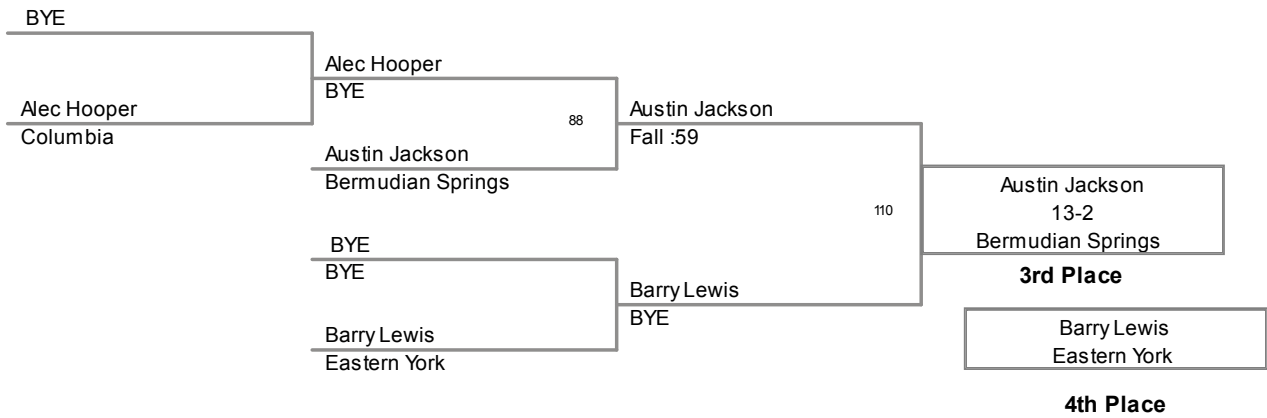 BYE
Alec Hooper
Columbia
Alec Hooper
BYE
88
Austin Jackson
Bermudian Springs
Austin Jackson
Fall :59
BYE
BYE
Barry Lewis
Eastern York
Barry Lewis
BYE
110
Austin Jackson
13-2
Bermudian Springs
3rd Place
Barry Lewis
Eastern York
4th Place